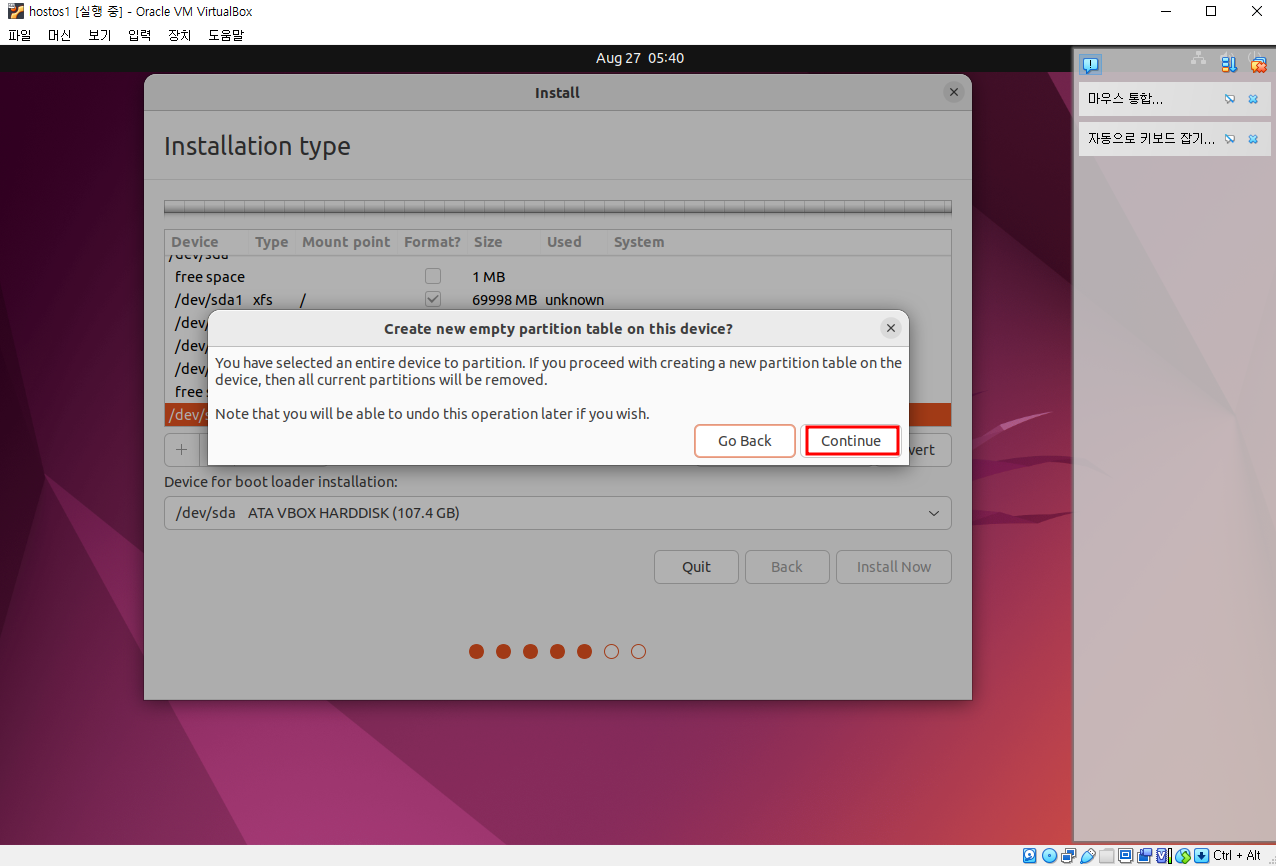 hostos1 [실행 중] - Oracle VM VirtualBox
파일 머신 보기 입력 장치 도움말
Aug 27 05:40
Install
Installation type
Device Type Mount point Format? Size Used System
/dev/sda
free space 1 MB
/dev/sda1 xfs / 69998 MB unknown
/dev/
/dev/
/dev/
free s
/dev/s
Create new empty partition table on this device?
You have selected an entire device to partition. If you proceed with creating a new partition table on the
device, then all current partitions will be removed.
Note that you will be able to undo this operation later if you wish.
Go Back Continue
+ vert
Device for boot loader installation:
/dev/sda ATA VBOX HARDDISK (107.4 GB)
Quit Back Install Now
마우스 통합...
자동으로 키보드 잡기...
Ctrl + Alt